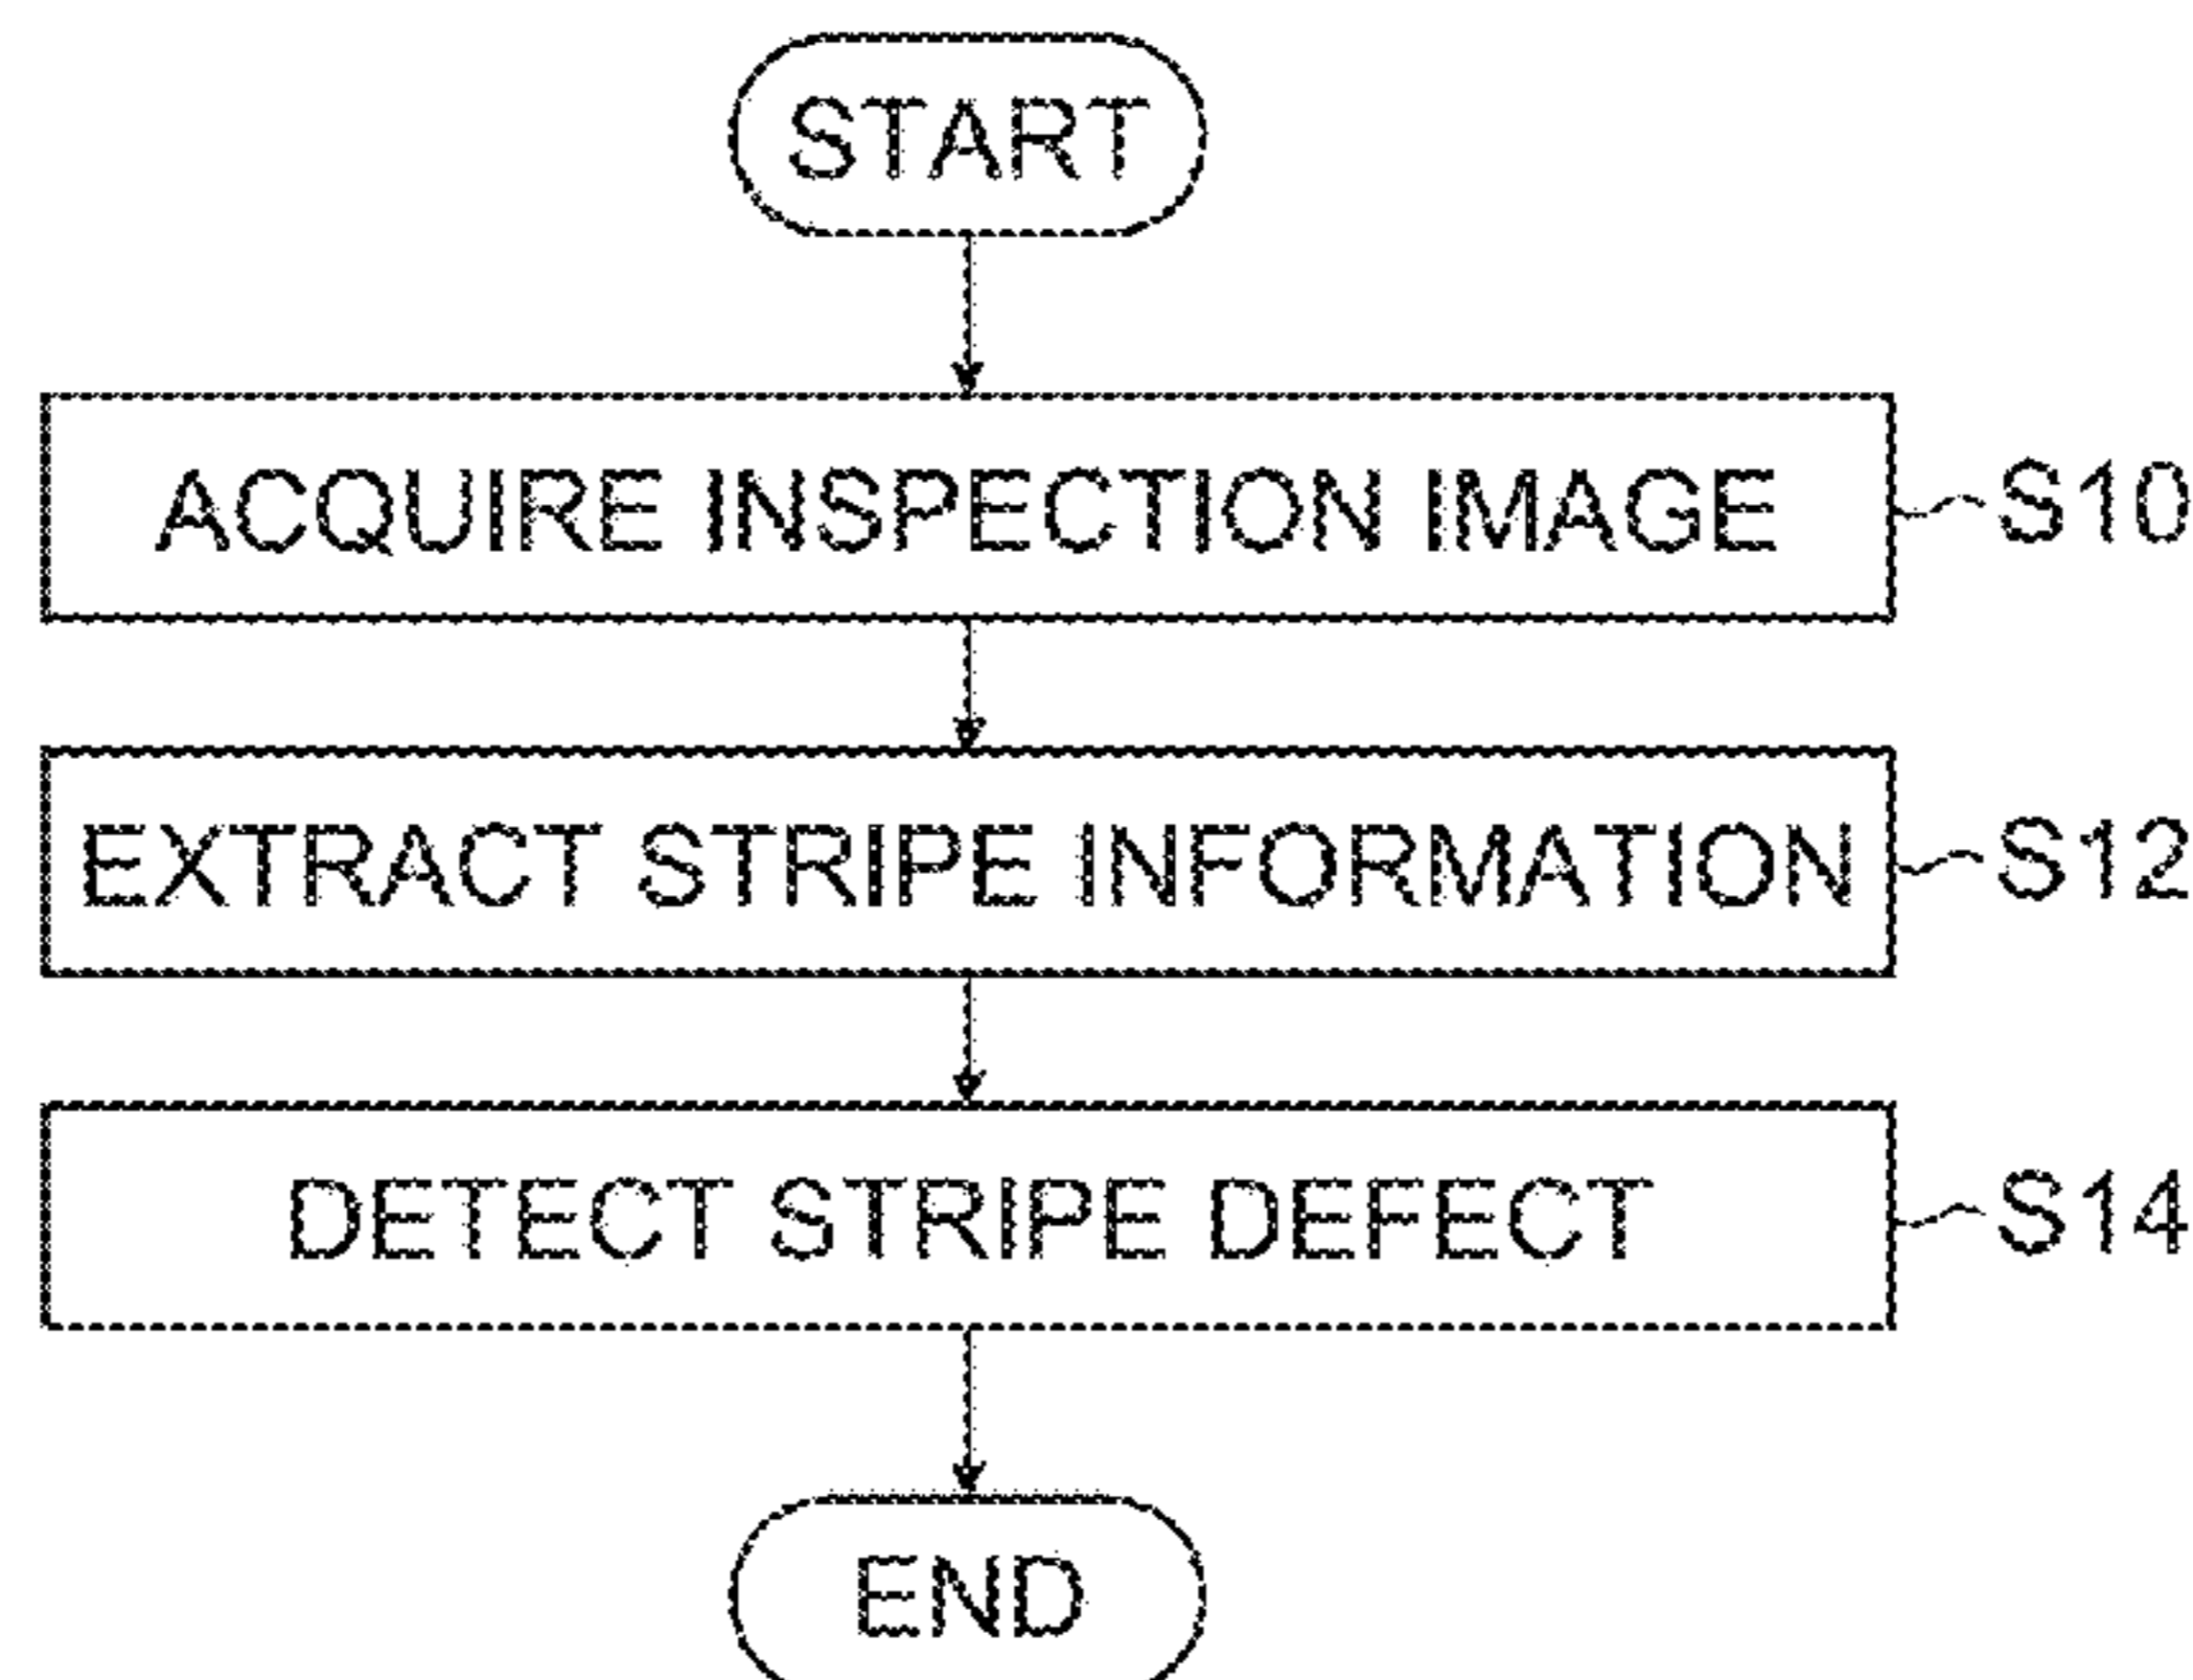 START
ACQUIRE INSPECTION IMAGE S10
EXTRACT STRIPE INFORMATION S12
DETECT STRIPE DEFECT S14
END